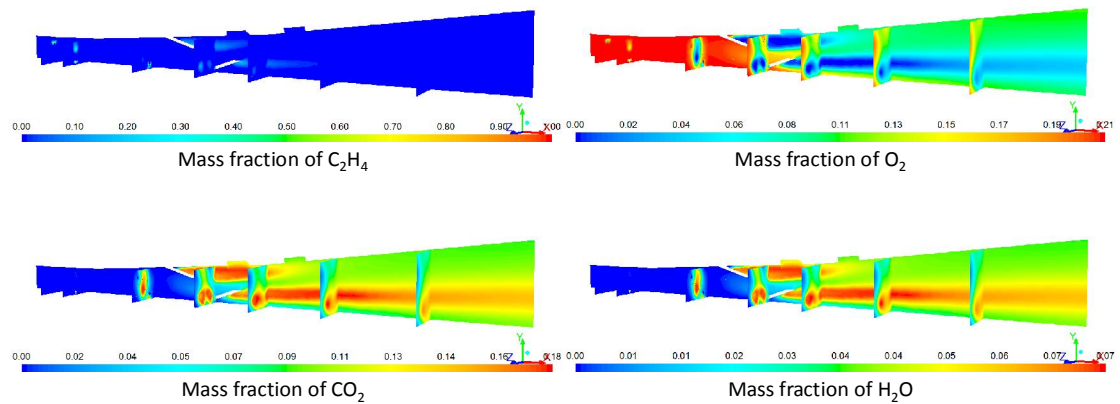 Y
0.00 0.10 0.20 0.30 0.40 0.50 0.60 0.70 0.80 0.90 Z X.00
Mass fraction of C₂H₄
Y
0.00 0.02 0.04 0.06 0.08 0.11 0.13 0.15 0.17 0.19 Z X.21
Mass fraction of O₂
Y
0.00 0.02 0.04 0.05 0.07 0.09 0.11 0.13 0.14 0.16 Z X.18
Mass fraction of CO₂
Y
0.00 0.01 0.01 0.02 0.03 0.04 0.04 0.05 0.06 0.07 Z X.07
Mass fraction of H₂O